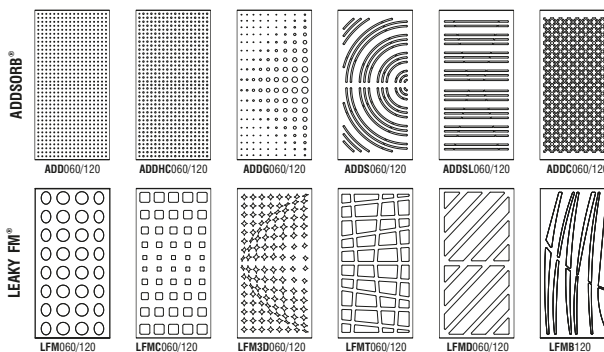 ADDSORB®
ADD060/120 ADDHC060/120 ADDG060/120 ADDS060/120 ADDSL060/120 ADDC060/120
LEAKY FM®
LFM060/120 LFMC060/120 LFM3D060/120 LFMT060/120 LFMD060/120 LFMB120